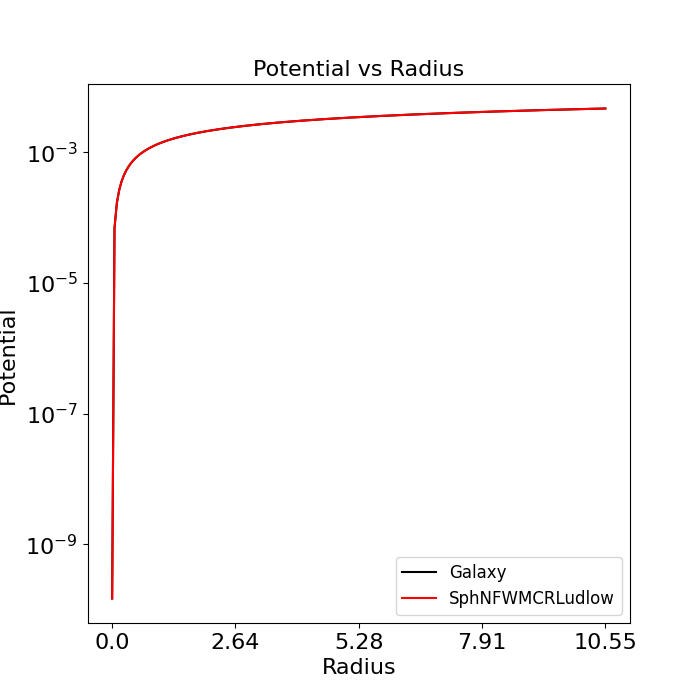 Potential vs Radius
Potential
10⁻³
10⁻⁵
10⁻⁷
10⁻⁹
Galaxy
SphNFWMCRLudlow
0.0 2.64 5.28 7.91 10.55
Radius